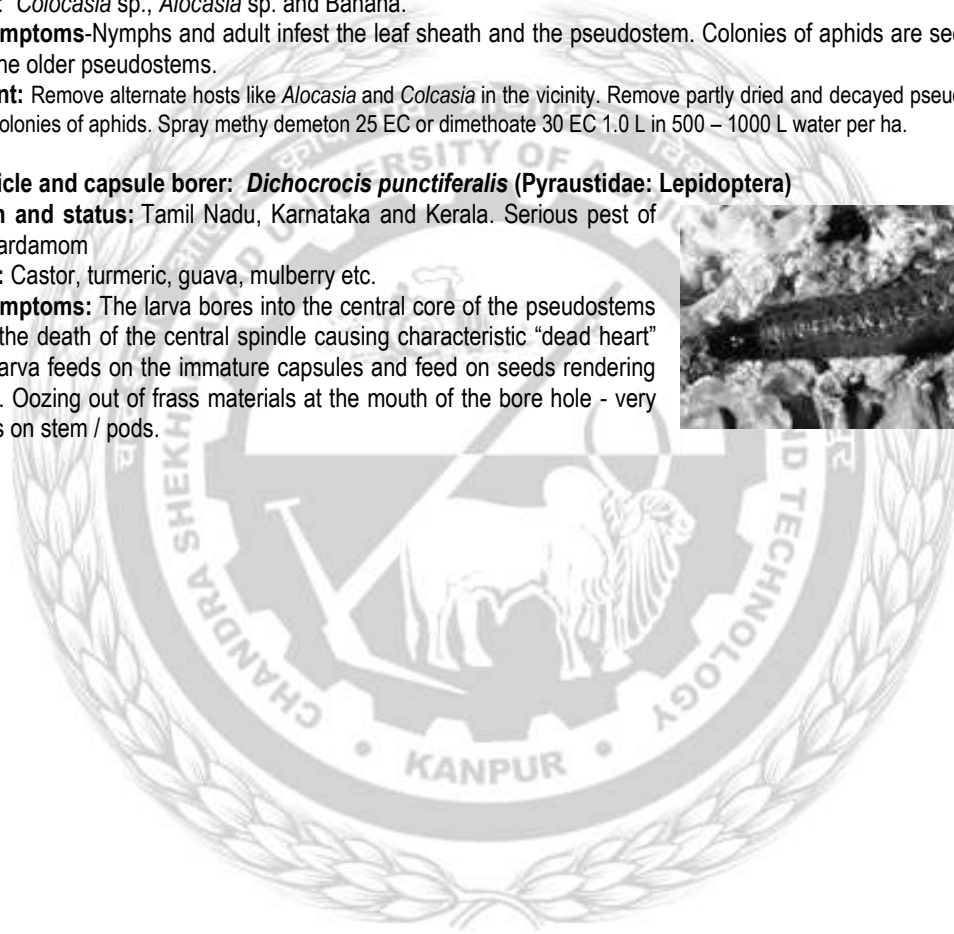 : Colocasia sp., Alocasia sp. and Banana.
mptoms-Nymphs and adult infest the leaf sheath and the pseudostem. Colonies of aphids are se
ne older pseudostems.
nt: Remove alternate hosts like Alocasia and Colcasia in the vicinity. Remove partly dried and decayed pseu
olonies of aphids. Spray methy demeton 25 EC or dimethoate 30 EC 1.0 L in 500 – 1000 L water per ha.
icle and capsule borer: Dichocrocis punctiferalis (Pyraustidae: Lepidoptera)
n and status: Tamil Nadu, Karnataka and Kerala. Serious pest of
ardamom
: Castor, turmeric, guava, mulberry etc.
mptoms: The larva bores into the central core of the pseudostems
the death of the central spindle causing characteristic “dead heart”
arva feeds on the immature capsules and feed on seeds rendering
. Oozing out of frass materials at the mouth of the bore hole - very
s on stem / pods.
CHANDRA SHEKHA
UNIVERSITY OF A
ND TECHNOLOGY
• KANPUR •